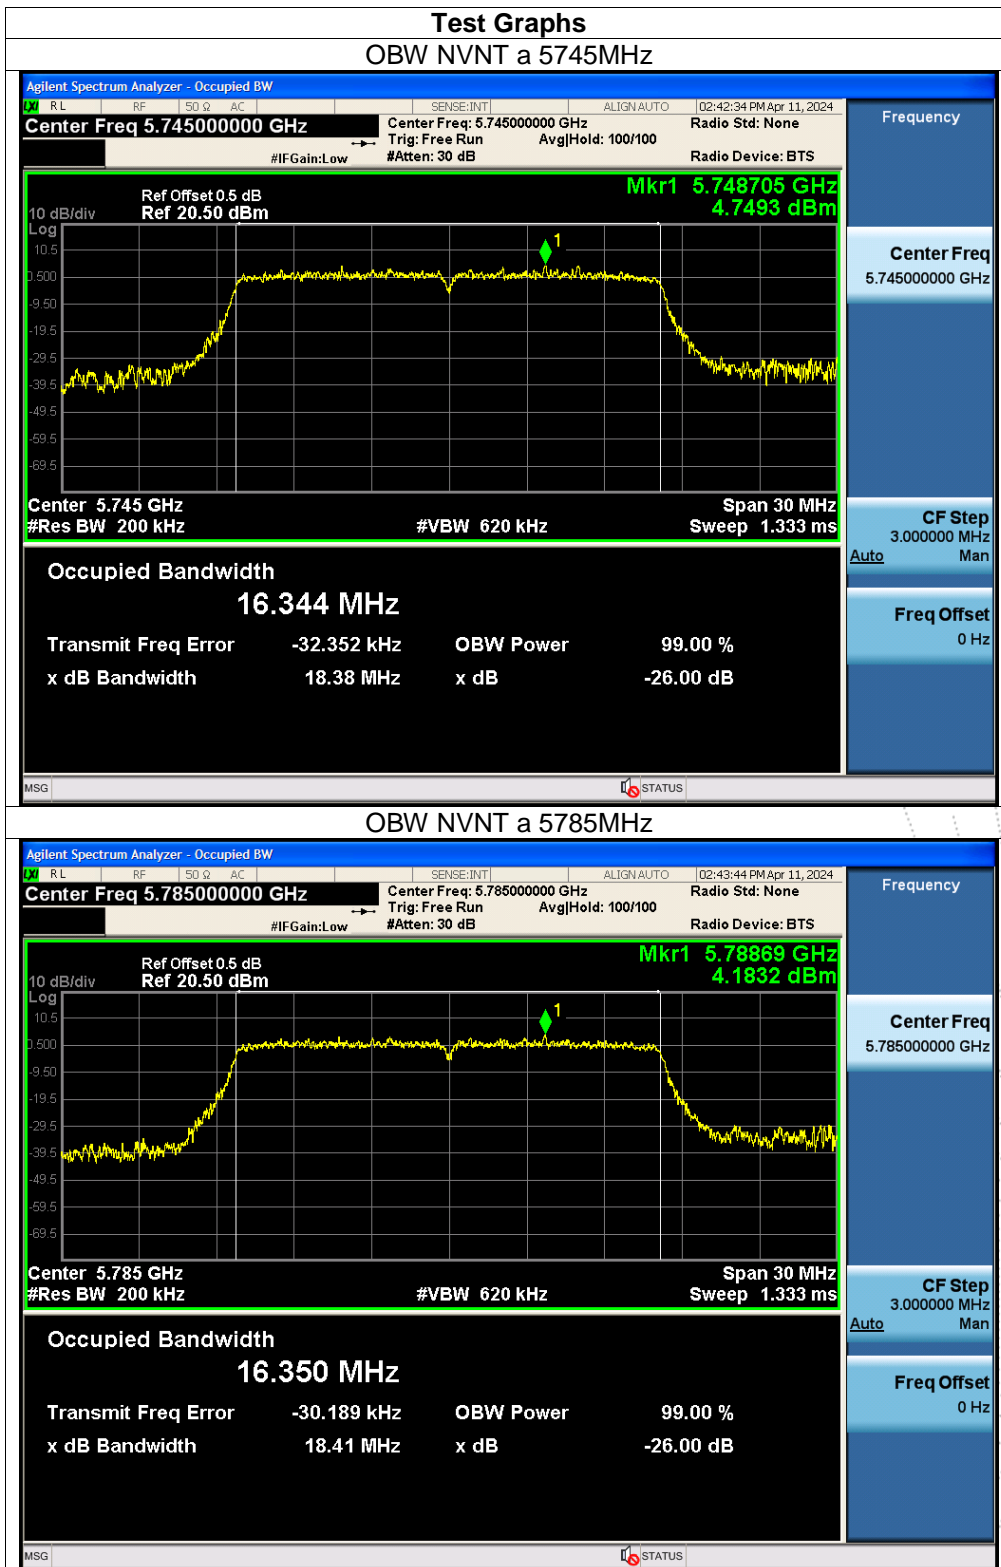 Test Graphs
OBW NVNT a 5745MHz
Agilent Spectrum Analyzer - Occupied BW
LXI RL RF 50 Ω AC SENSE:INT ALIGN AUTO 02:42:34 PM Apr 11, 2024
Center Freq 5.745000000 GHz
Center Freq: 5.745000000 GHz Radio Std: None
Trig: Free Run Avg|Hold: 100/100
#IFGain:Low #Atten: 30 dB Radio Device: BTS
Frequency
Mkr1 5.748705 GHz
4.7493 dBm
Ref Offset 0.5 dB
10 dB/div Ref 20.50 dBm
Log
1
10.5
0.500
-9.50
-19.5
-29.5
-39.5
-49.5
-59.5
-69.5
Center 5.745 GHz Span 30 MHz
#Res BW 200 kHz #VBW 620 kHz Sweep 1.333 ms
Center Freq
5.745000000 GHz
CF Step
3.000000 MHz
Auto Man
Freq Offset
0 Hz
Occupied Bandwidth
16.344 MHz
Transmit Freq Error -32.352 kHz OBW Power 99.00 %
x dB Bandwidth 18.38 MHz x dB -26.00 dB
MSG STATUS
OBW NVNT a 5785MHz
Agilent Spectrum Analyzer - Occupied BW
LXI RL RF 50 Ω AC SENSE:INT ALIGN AUTO 02:43:44 PM Apr 11, 2024
Center Freq 5.785000000 GHz
Center Freq: 5.785000000 GHz Radio Std: None
Trig: Free Run Avg|Hold: 100/100
#IFGain:Low #Atten: 30 dB Radio Device: BTS
Frequency
Mkr1 5.78869 GHz
4.1832 dBm
Ref Offset 0.5 dB
10 dB/div Ref 20.50 dBm
Log
1
10.5
0.500
-9.50
-19.5
-29.5
-39.5
-49.5
-59.5
-69.5
Center 5.785 GHz Span 30 MHz
#Res BW 200 kHz #VBW 620 kHz Sweep 1.333 ms
Center Freq
5.785000000 GHz
CF Step
3.000000 MHz
Auto Man
Freq Offset
0 Hz
Occupied Bandwidth
16.350 MHz
Transmit Freq Error -30.189 kHz OBW Power 99.00 %
x dB Bandwidth 18.41 MHz x dB -26.00 dB
MSG STATUS